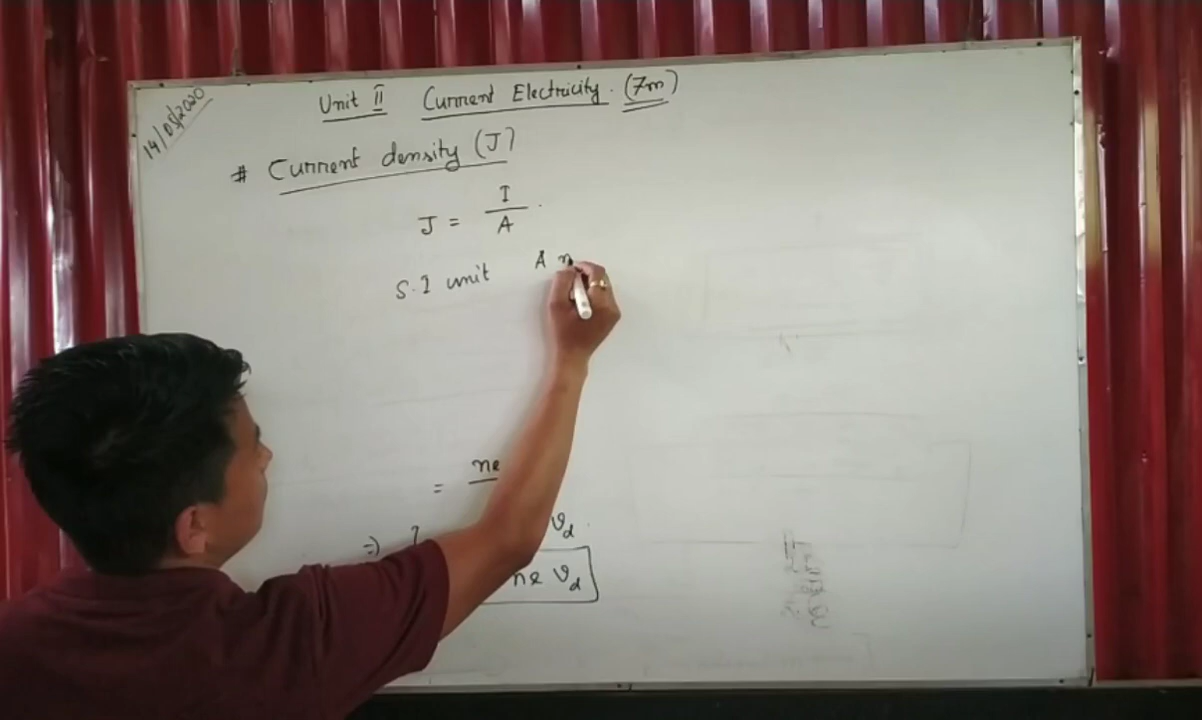 14/05/2020
Unit II Current Electricity. (7m)
# Current density (J)
J = I / A .
S.I unit A m
= ne
=> J
vd .
ne vd